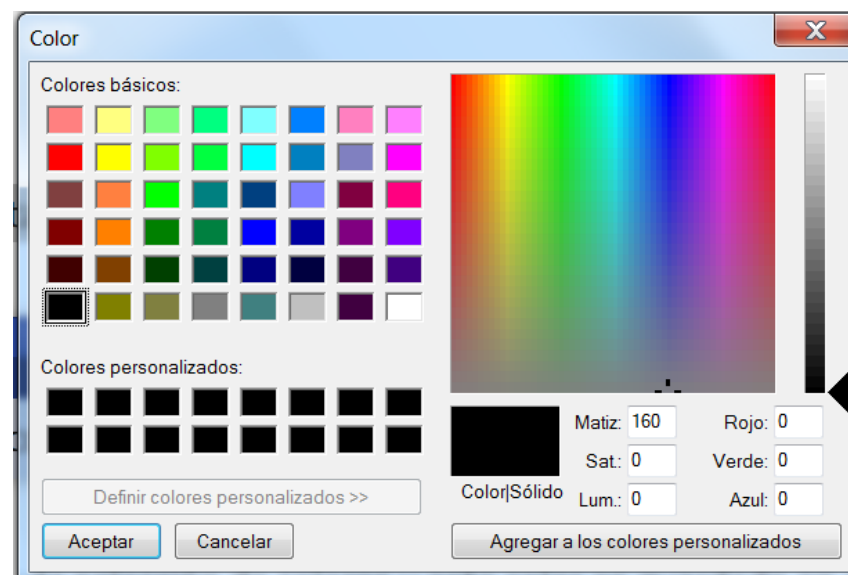 Color
Colores básicos:
Colores personalizados:
Definir colores personalizados >>
Aceptar
Cancelar
Color|Sólido
Matiz: 160
Sat.: 0
Lum.: 0
Rojo: 0
Verde: 0
Azul: 0
Agregar a los colores personalizados